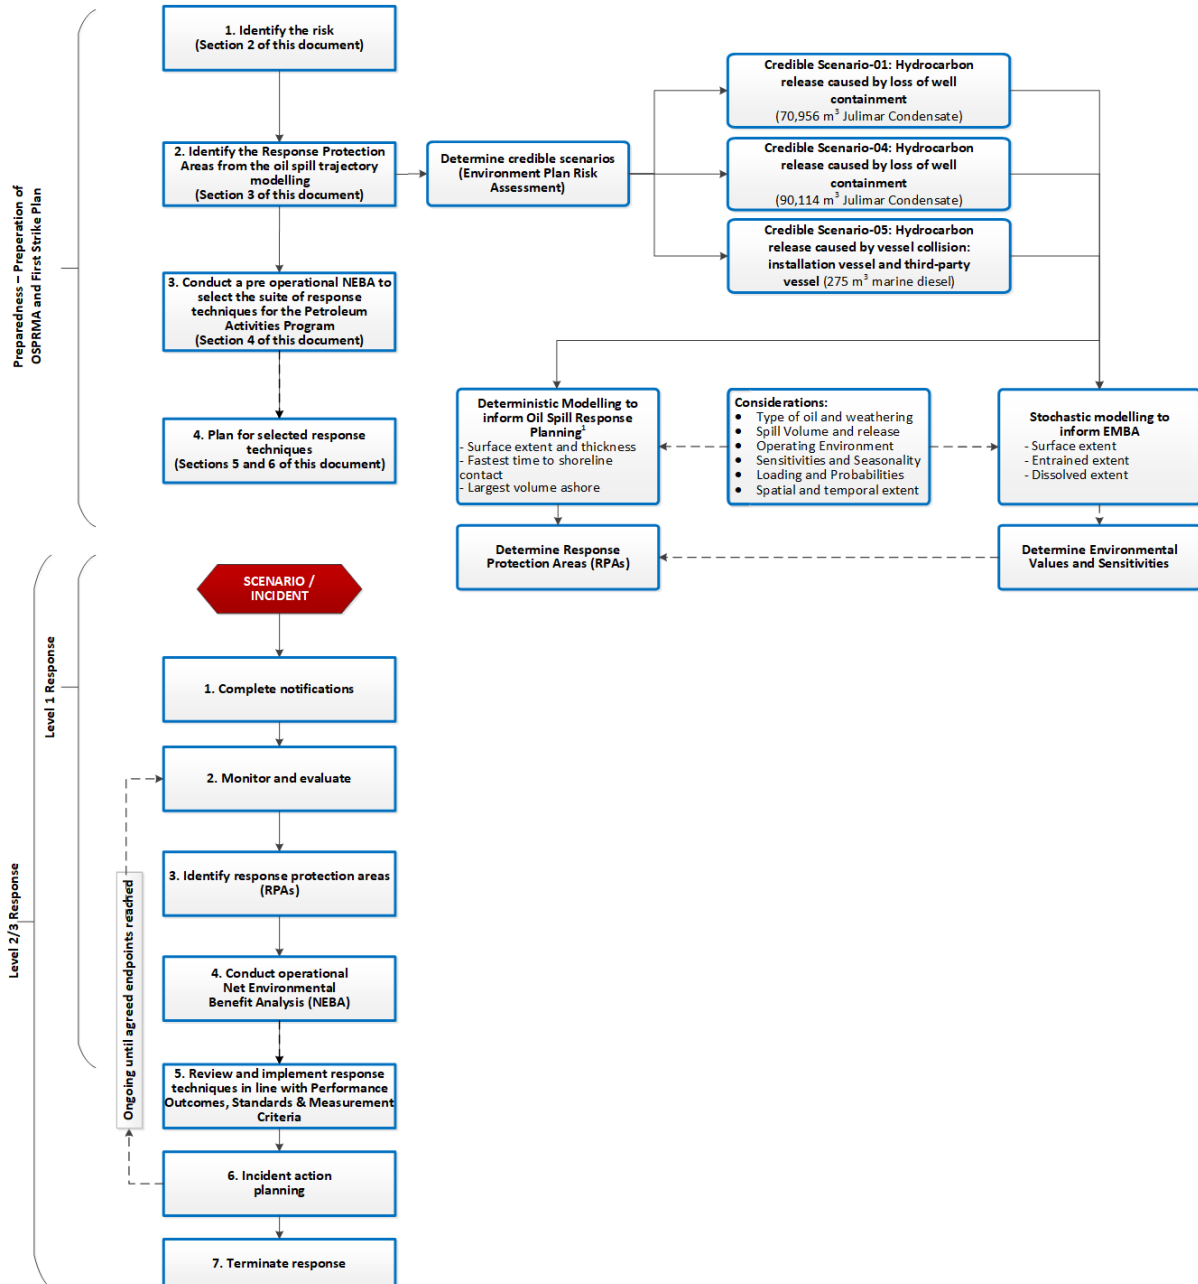 Preparedness – Preperation of
OSPRMA and First Strike Plan
1. Identify the risk
(Section 2 of this document)
2. Identify the Response Protection
Areas from the oil spill trajectory
modelling
(Section 3 of this document)
3. Conduct a pre operational NEBA to
select the suite of response
techniques for the Petroleum
Activities Program
(Section 4 of this document)
4. Plan for selected response
techniques
(Sections 5 and 6 of this document)
Determine credible scenarios
(Environment Plan Risk
Assessment)
Credible Scenario-01: Hydrocarbon
release caused by loss of well
containment
(70,956 m³ Julimar Condensate)
Credible Scenario-04: Hydrocarbon
release caused by loss of well
containment
(90,114 m³ Julimar Condensate)
Credible Scenario-05: Hydrocarbon
release caused by vessel collision:
installation vessel and third-party
vessel (275 m³ marine diesel)
Deterministic Modelling to
inform Oil Spill Response
Planning¹
- Surface extent and thickness
- Fastest time to shoreline
contact
- Largest volume ashore
Considerations:
● Type of oil and weathering
● Spill Volume and release
● Operating Environment
● Sensitivities and Seasonality
● Loading and Probabilities
● Spatial and temporal extent
Stochastic modelling to
inform EMBA
- Surface extent
- Entrained extent
- Dissolved extent
Determine Response
Protection Areas (RPAs)
Determine Environmental
Values and Sensitivities
Level 2/3 Response
Level 1 Response
SCENARIO /
INCIDENT
1. Complete notifications
2. Monitor and evaluate
3. Identify response protection areas
(RPAs)
4. Conduct operational
Net Environmental
Benefit Analysis (NEBA)
5. Review and implement response
techniques in line with Performance
Outcomes, Standards & Measurement
Criteria
6. Incident action
planning
7. Terminate response
Ongoing until agreed endpoints reached